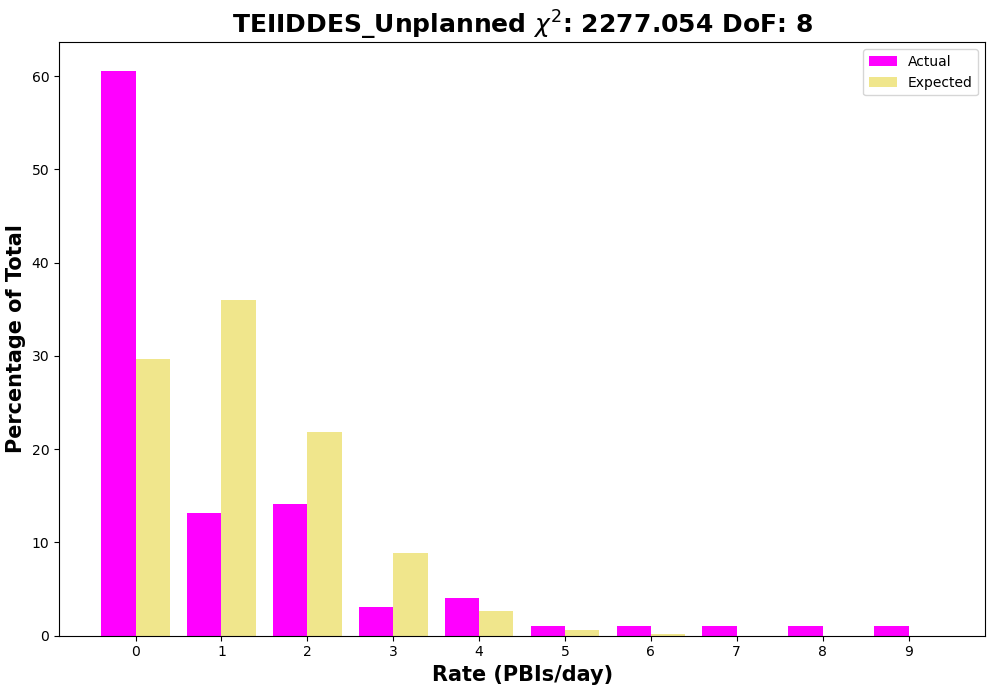 TEIIDDES_Unplanned χ²: 2277.054 DoF: 8
Actual
Expected
Percentage of Total
60
50
40
30
20
10
0
0 1 2 3 4 5 6 7 8 9
Rate (PBIs/day)